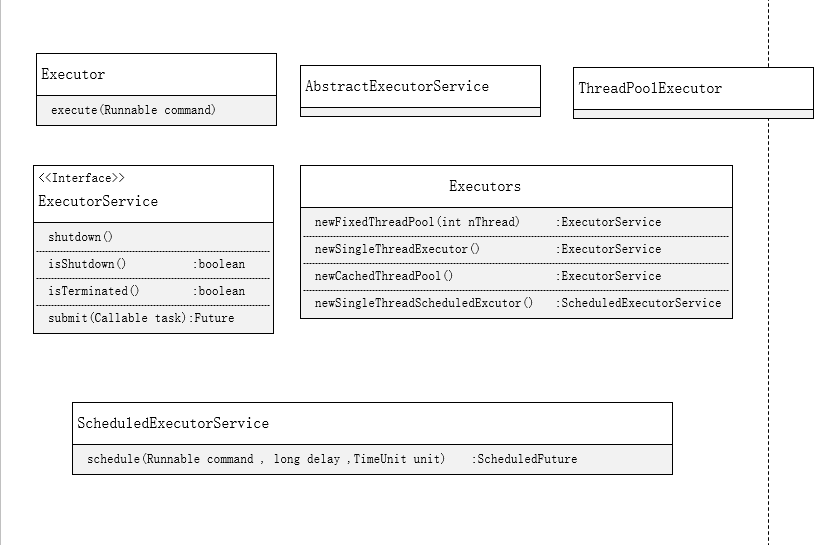 Executor
execute(Runnable command)
AbstractExecutorService
ThreadPoolExecutor
<<Interface>>
ExecutorService
shutdown()
isShutdown() :boolean
isTerminated() :boolean
submit(Callable task):Future
Executors
newFixedThreadPool(int nThread) :ExecutorService
newSingleThreadExecutor() :ExecutorService
newCachedThreadPool() :ExecutorService
newSingleThreadScheduledExcutor() :ScheduledExecutorService
ScheduledExecutorService
schedule(Runnable command , long delay ,TimeUnit unit) :ScheduledFuture